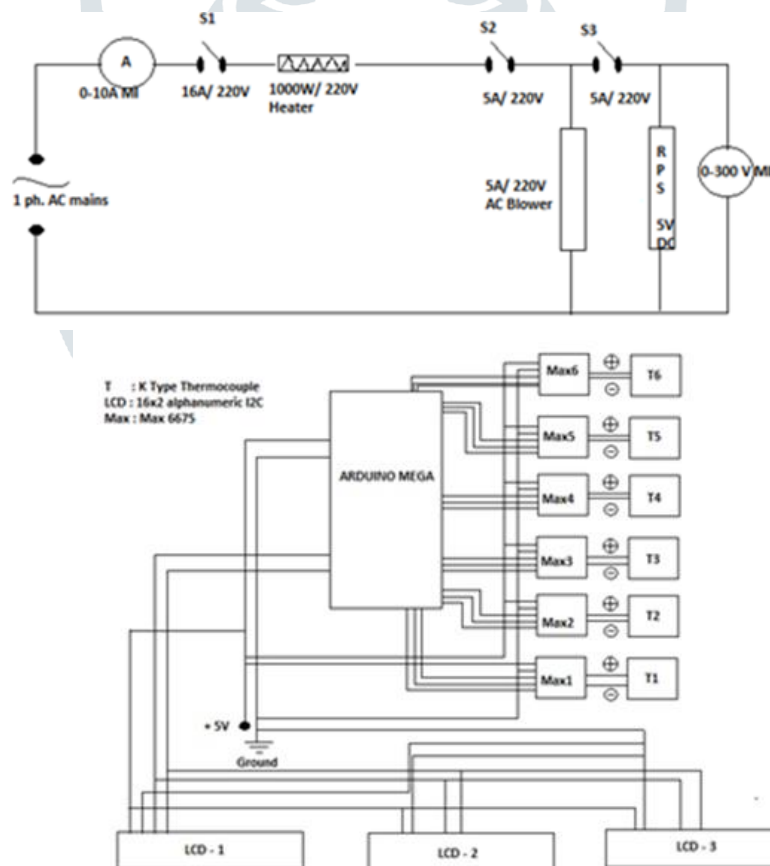 S1
S2
S3
A
0-10A MI
16A/ 220V
1000W/ 220V
Heater
5A/ 220V
5A/ 220V
1 ph. AC mains
5A/ 220V
AC Blower
R
P
S
5V
DC
0-300 V MI
T : K Type Thermocouple
LCD : 16x2 alphanumeric I2C
Max : Max 6675
ARDUINO MEGA
Max6
+
-
T6
Max5
+
-
T5
Max4
+
-
T4
Max3
+
-
T3
Max2
+
-
T2
Max1
+
-
T1
+ 5V
Ground
LCD - 1
LCD - 2
LCD - 3